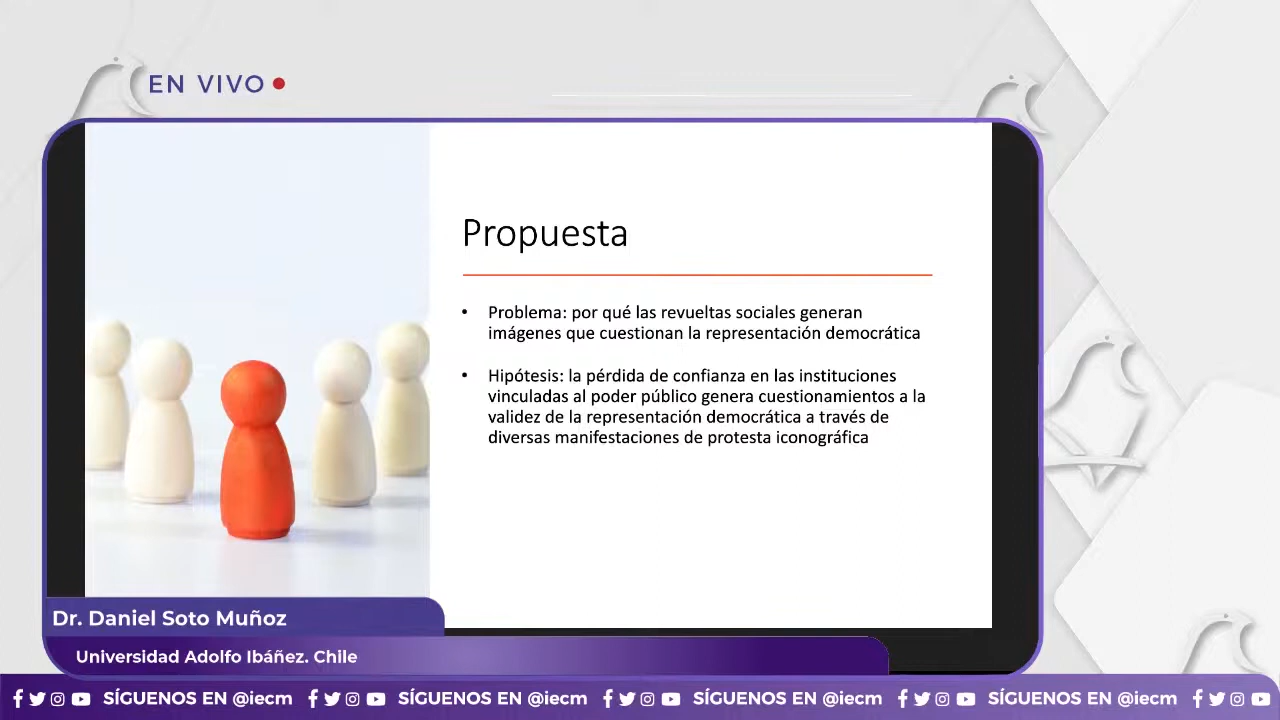 EN VIVO
Propuesta
• Problema: por qué las revueltas sociales generan
imágenes que cuestionan la representación democrática
• Hipótesis: la pérdida de confianza en las instituciones
vinculadas al poder público genera cuestionamientos a la
validez de la representación democrática a través de
diversas manifestaciones de protesta iconográfica
Dr. Daniel Soto Muñoz
Universidad Adolfo Ibáñez. Chile
SÍGUENOS EN @iecm SÍGUENOS EN @iecm SÍGUENOS EN @iecm SÍGUENOS EN @iecm